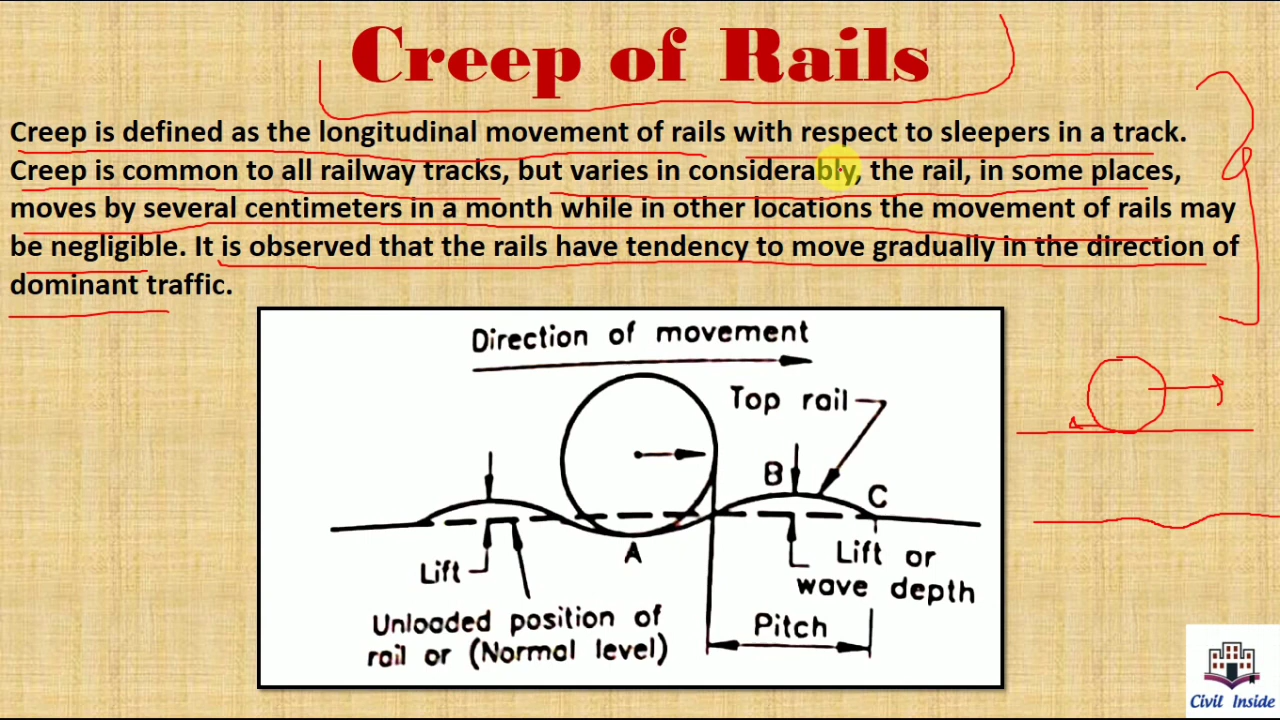 Creep of Rails
Creep is defined as the longitudinal movement of rails with respect to sleepers in a track.
Creep is common to all railway tracks, but varies in considerably, the rail, in some places,
moves by several centimeters in a month while in other locations the movement of rails may
be negligible. It is observed that the rails have tendency to move gradually in the direction of
dominant traffic.
Direction of movement
Top rail
B
C
A
Lift
Lift or
wave depth
Unloaded position of
rail or (Normal level)
Pitch
Civil Inside